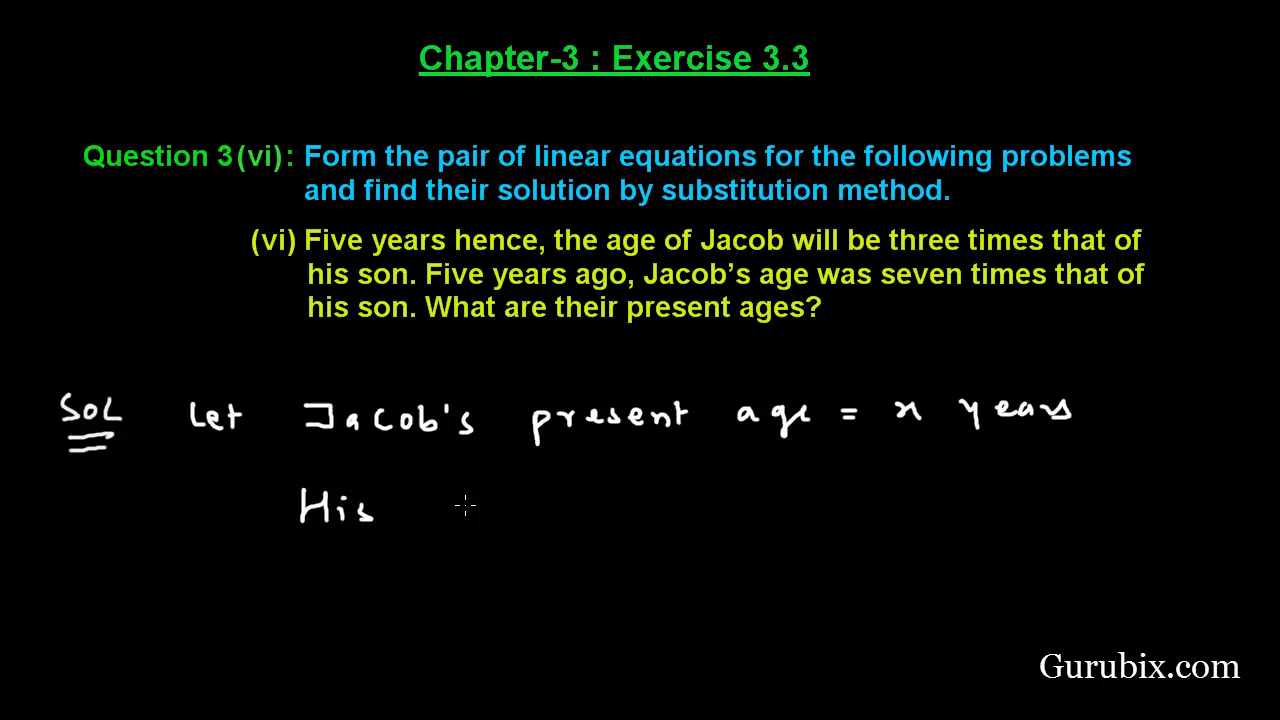 Chapter-3 : Exercise 3.3
Question 3(vi): Form the pair of linear equations for the following problems
and find their solution by substitution method.
(vi) Five years hence, the age of Jacob will be three times that of
his son. Five years ago, Jacob’s age was seven times that of
his son. What are their present ages?
SOL Let Jacob's present age = x years
His
Gurubix.com